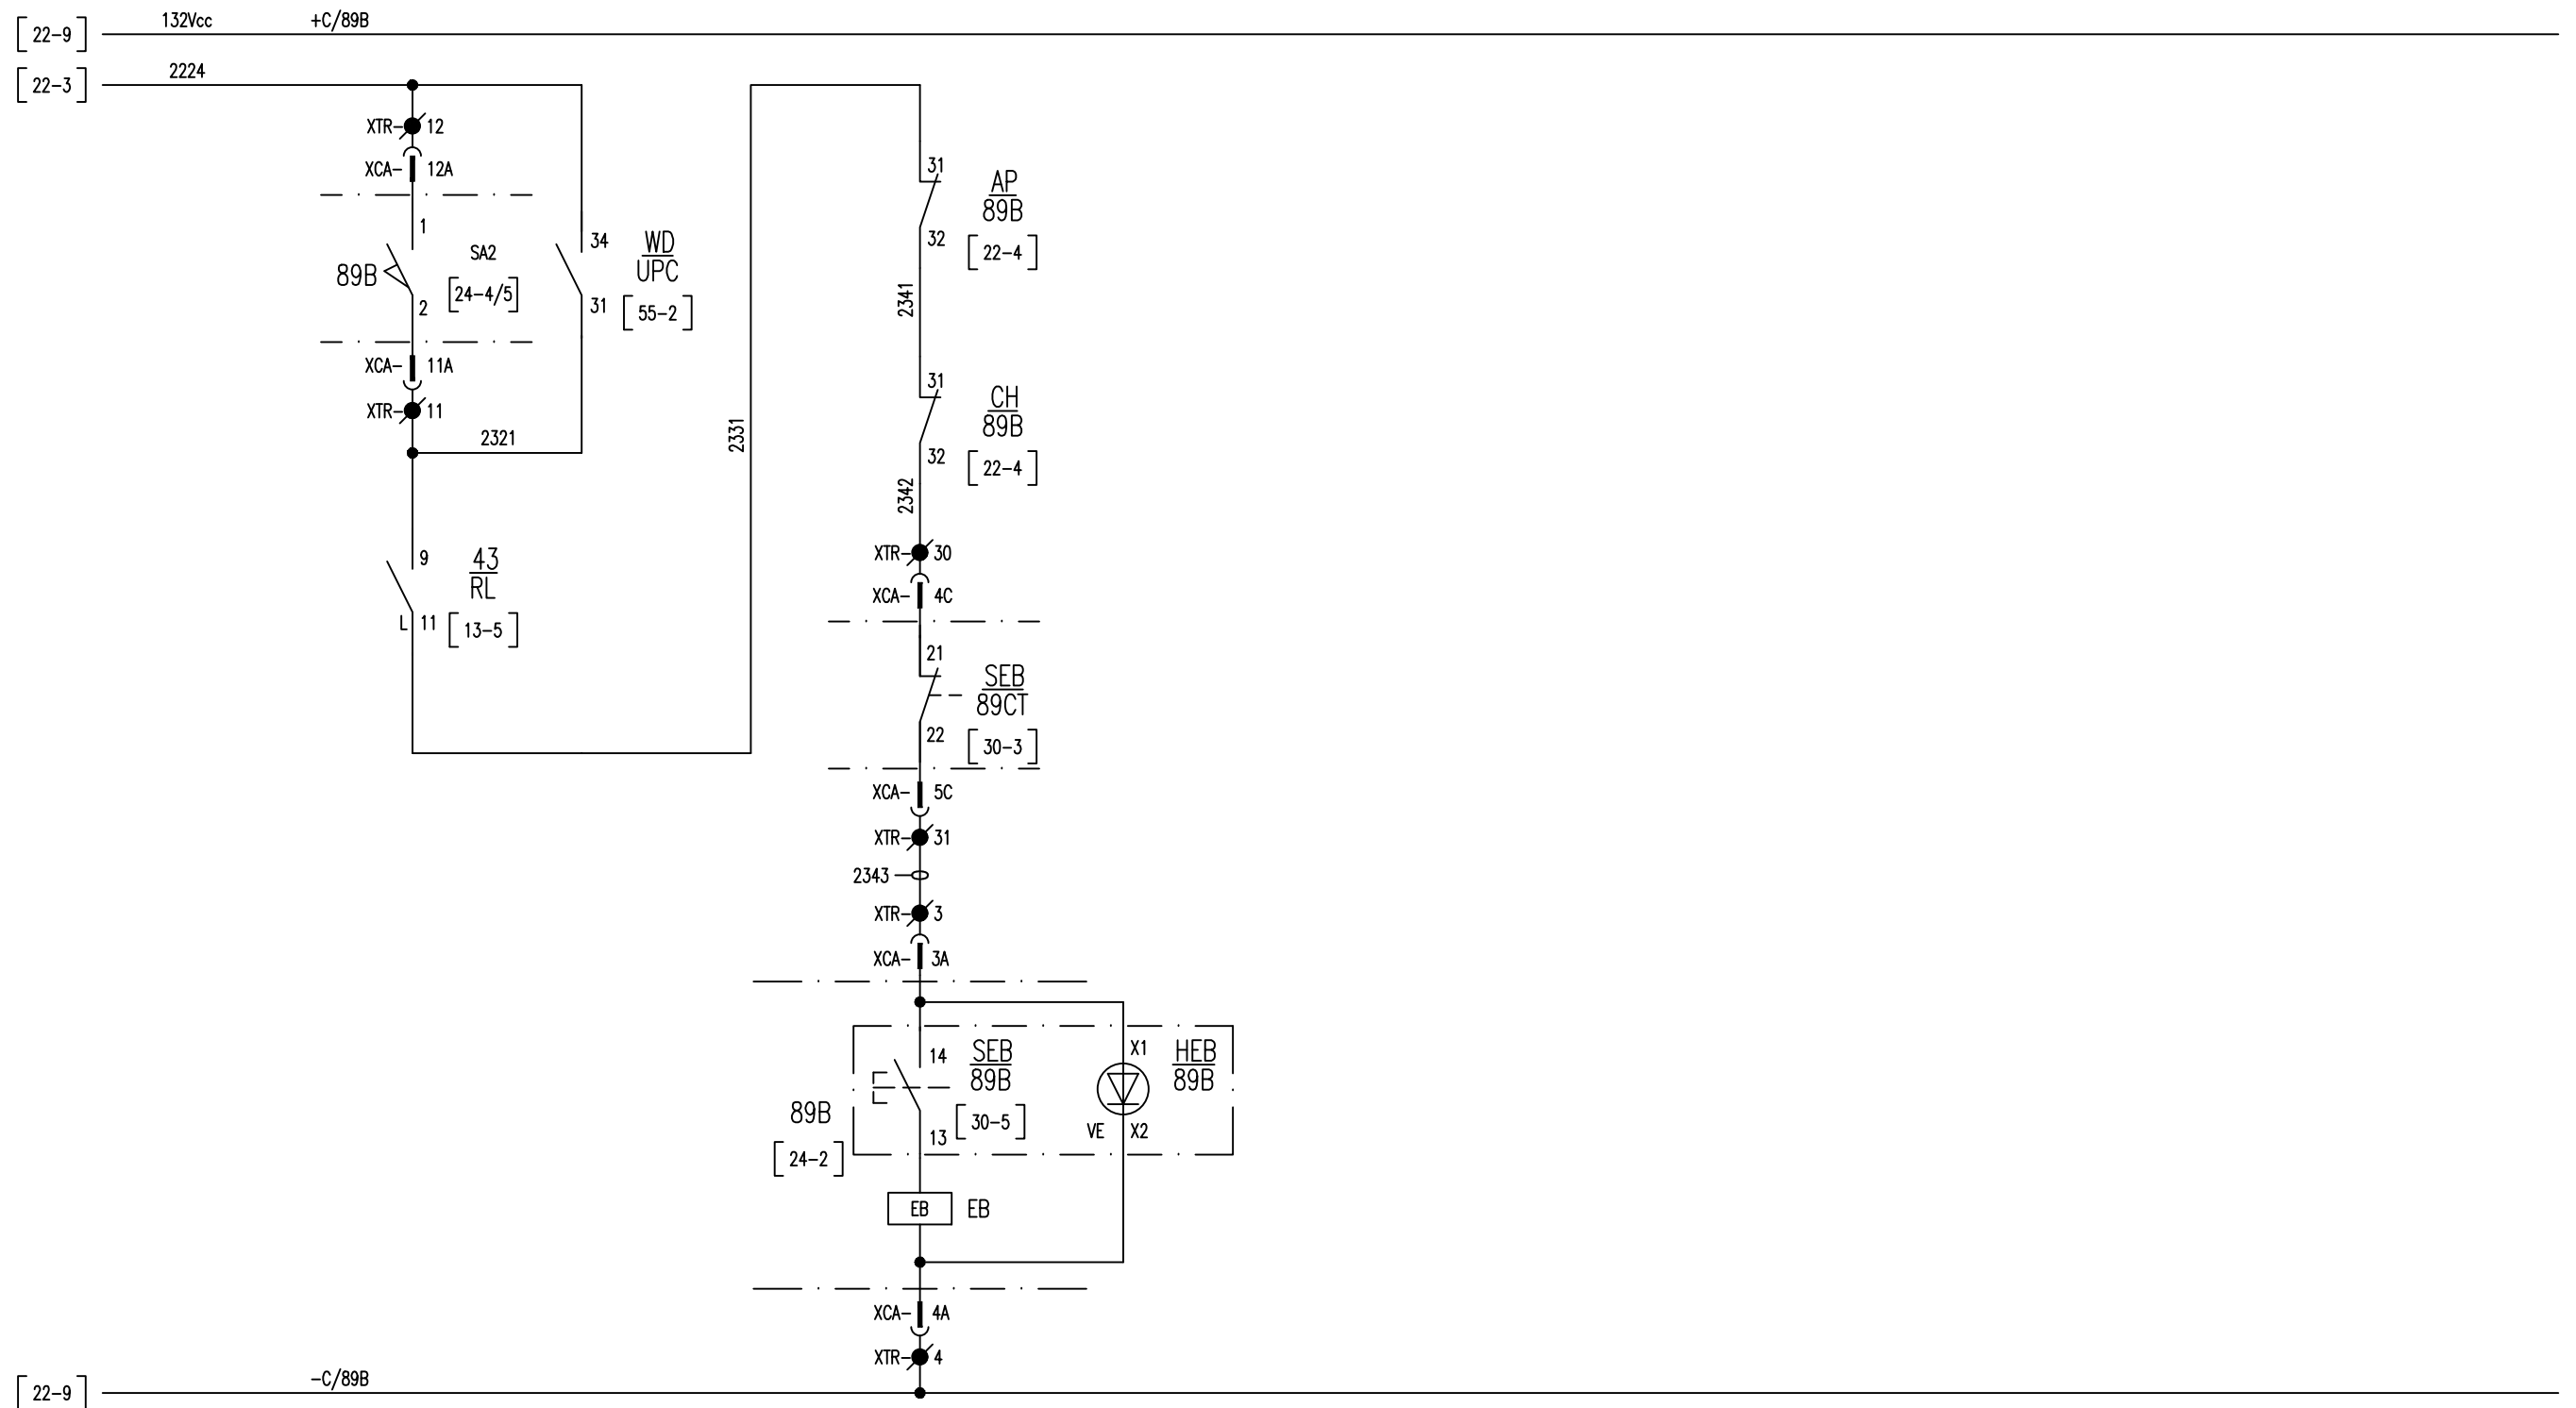 132Vcc
+C/89B
22-9
2224
22-3
XTR-
12
XCA-
12A
1
89B
SA2
24-4/5
2
XCA-
11A
XTR-
11
2321
34
WD
UPC
31
55-2
9
43
RL
L
11
13-5
2331
31
AP
89B
32
22-4
2341
31
CH
89B
32
22-4
2342
XTR-
30
XCA-
4C
21
SEB
89CT
22
30-3
XCA-
5C
XTR-
31
2343
XTR-
3
XCA-
3A
14
SEB
89B
30-5
13
89B
24-2
X1
HEB
89B
VE
X2
EB
EB
XCA-
4A
XTR-
4
-C/89B
22-9